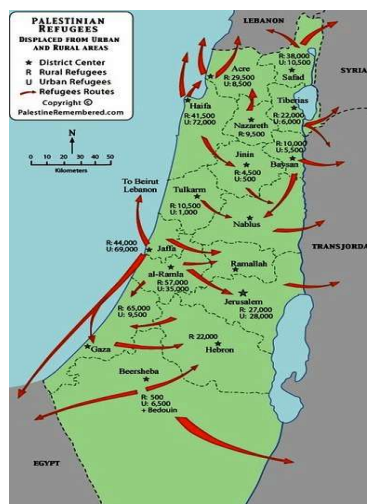 PALESTINIAN
REFUGEES
DISPLACED FROM URBAN
AND RURAL AREAS
★ District Center
R Rural Refugees
U Urban Refugees
Refugees Routes
Copyright ©
PalestineRemembered.com
N
0 50
Kilometers
LEBANON
SYRIA
R: 38,000
U: 10,500
Safad
Acre
R: 29,500
U: 8,500
Haifa
R: 41,500
U: 72,000
Tiberias
R: 22,000
U: 6,000
Nazareth
R: 9,500
Jinin
R: 4,500
U: 500
R: 10,000
U: 5,500
Baysan
To Beirut
Lebanon
Tulkarm
R: 10,500
U: 1,000
Nablus
TRANSJORDA
R: 44,000
U: 69,000
Jaffa
al-Ramla
R: 57,000
U: 35,000
Ramallah
Jerusalem
R: 27,000
U: 28,000
R: 65,000
U: 9,500
Gaza
R: 22,000
Hebron
Beersheba
R: 500
U: 6,500
+ Bedouin
EGYPT